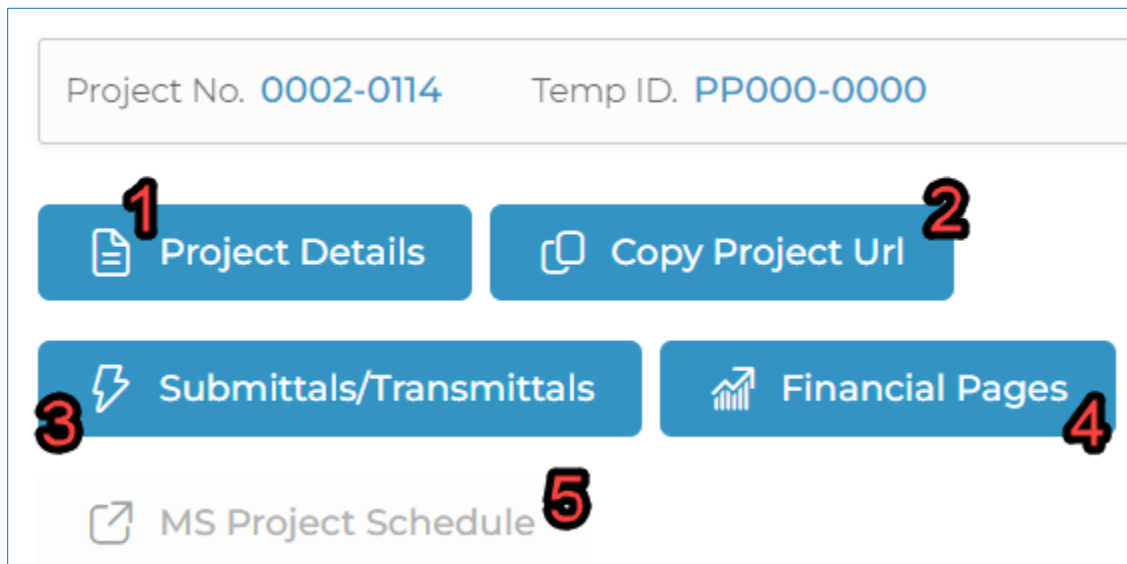 Project No. 0002-0114 Temp ID. PP000-0000
1 2
Project Details Copy Project Url
Submittals/Transmittals Financial Pages
3 4
MS Project Schedule 5